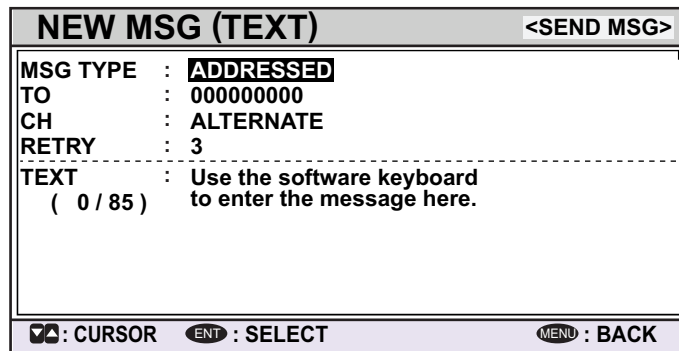 NEW MSG (TEXT) <SEND MSG>
MSG TYPE : ADDRESSED
TO : 000000000
CH : ALTERNATE
RETRY : 3
TEXT : Use the software keyboard
( 0 / 85 ) to enter the message here.
▼▲ : CURSOR ENT : SELECT MENU : BACK